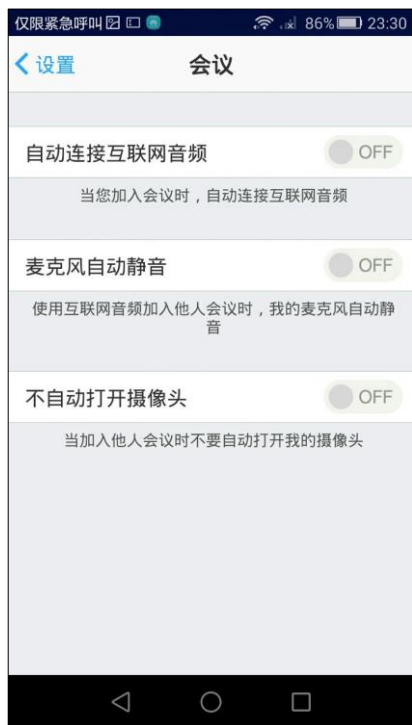 仅限紧急呼叫 86% 23:30
设置 会议
自动连接互联网音频 OFF
当您加入会议时，自动连接互联网音频
麦克风自动静音 OFF
使用互联网音频加入他人会议时，我的麦克风自动静
音
不自动打开摄像头 OFF
当加入他人会议时不要自动打开我的摄像头